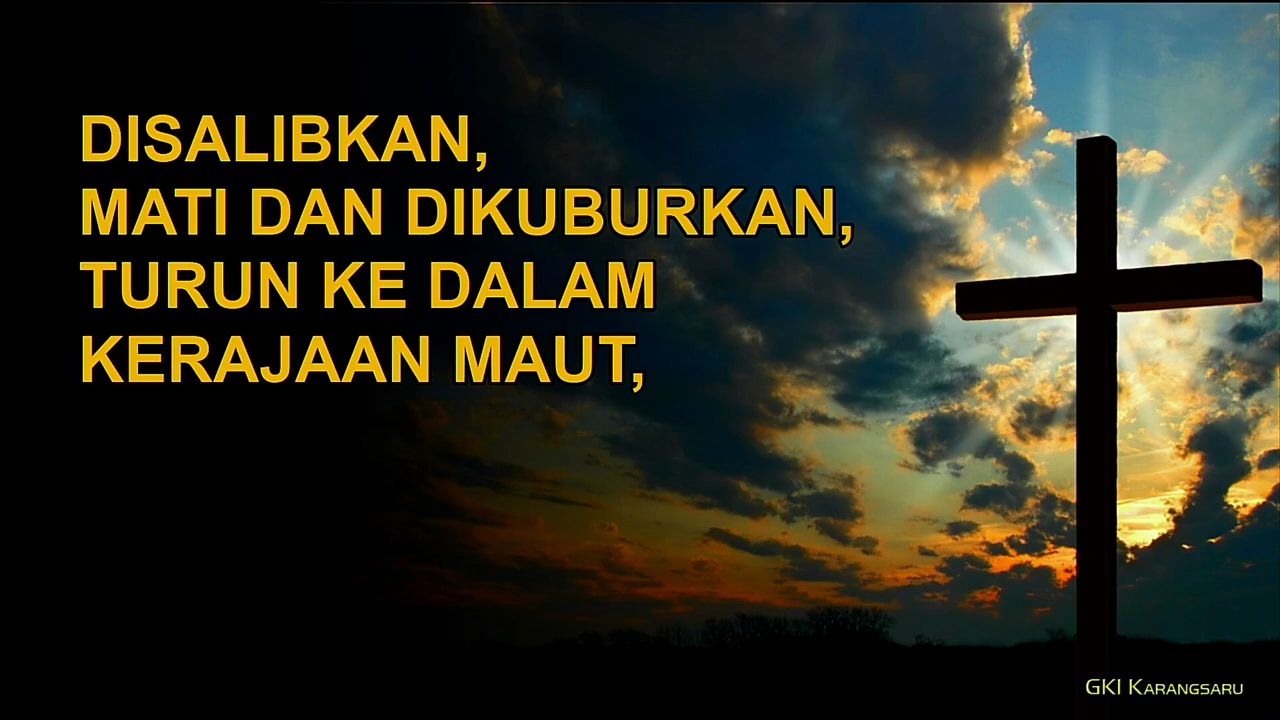 DISALIBKAN,
MATI DAN DIKUBURKAN,
TURUN KE DALAM
KERAJAAN MAUT,
GKI KARANGSARU